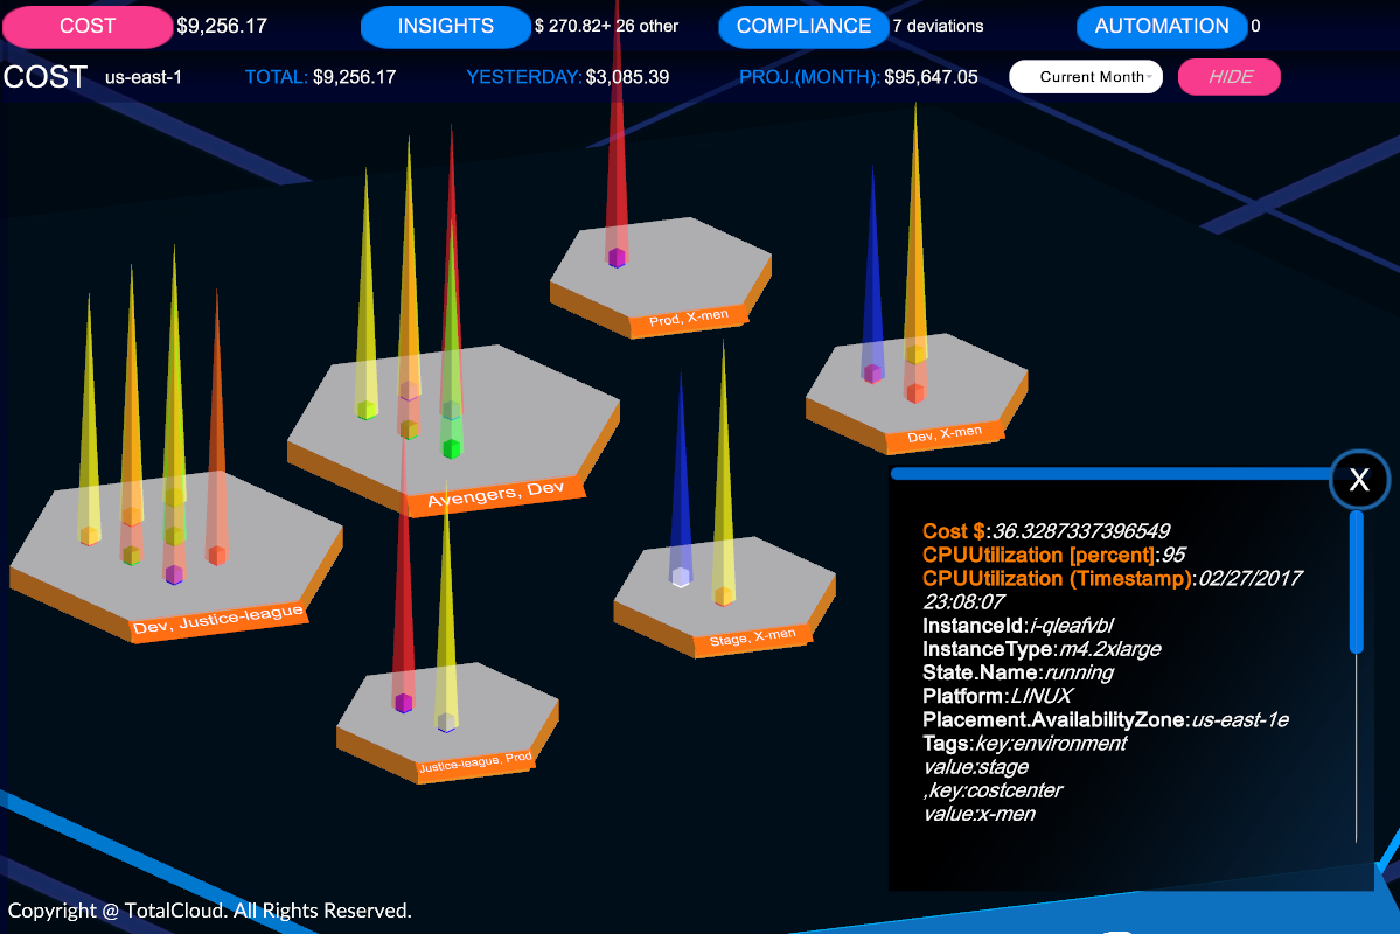 COST $9,256.17 INSIGHTS $ 270.82+ 26 other COMPLIANCE 7 deviations AUTOMATION 0
COST us-east-1 TOTAL: $9,256.17 YESTERDAY: $3,085.39 PROJ.(MONTH): $95,647.05 Current Month HIDE
Prod, X-men
Dev, X-men
Avengers, Dev
Dev, Justice-league
Stage, X-men
Justice-league, Prod
X
Cost $:36.3287337396549
CPUUtilization [percent]:95
CPUUtilization (Timestamp):02/27/2017
23:08:07
InstanceId:i-qleafvbl
InstanceType:m4.2xlarge
State.Name:running
Platform:LINUX
Placement.AvailabilityZone:us-east-1e
Tags:key:environment
value:stage
,key:costcenter
value:x-men
Copyright @ TotalCloud. All Rights Reserved.